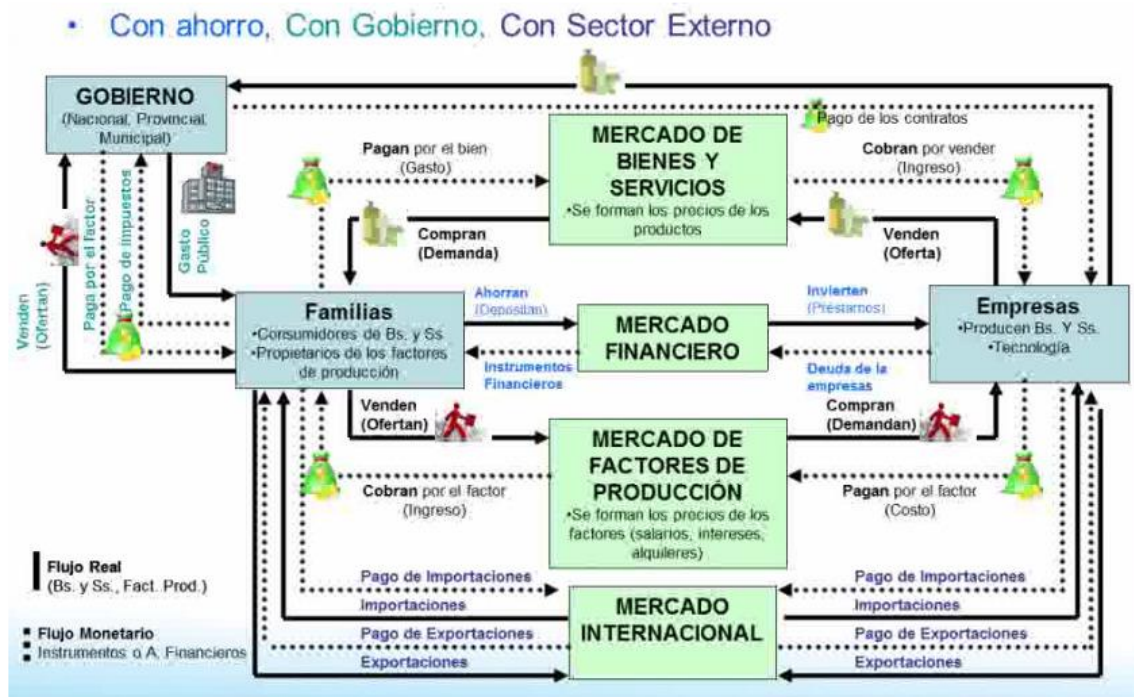 • Con ahorro, Con Gobierno, Con Sector Externo
GOBIERNO
(Nacional, Provincial,
Municipal)
Pago de los contratos
Pagan por el bien
(Gasto)
MERCADO DE
BIENES Y
SERVICIOS
•Se forman los precios de los
productos
Cobran por vender
(Ingreso)
Compran
(Demanda)
Venden
(Oferta)
Venden
(Ofertan)
Paga por el factor
Pago de impuestos
Gasto
Público
Familias
•Consumidores de Bs. y Ss.
•Propietarios de los factores
de producción
Ahorran
(Depositan)
Instrumentos
Financieros
MERCADO
FINANCIERO
Invierten
(Préstamos)
Deuda de la
empresas
Empresas
•Producen Bs. Y Ss.
•Tecnología
Venden
(Ofertan)
Compran
(Demandan)
MERCADO DE
FACTORES DE
PRODUCCIÓN
•Se forman los precios de los
factores (salarios, intereses,
alquileres)
Cobran por el factor
(Ingreso)
Pagan por el factor
(Costo)
Flujo Real
(Bs. y Ss., Fact. Prod.)
Flujo Monetario
Instrumentos o A. Financieros
Pago de Importaciones
Importaciones
Pago de Exportaciones
Exportaciones
MERCADO
INTERNACIONAL
Pago de Importaciones
Importaciones
Pago de Exportaciones
Exportaciones